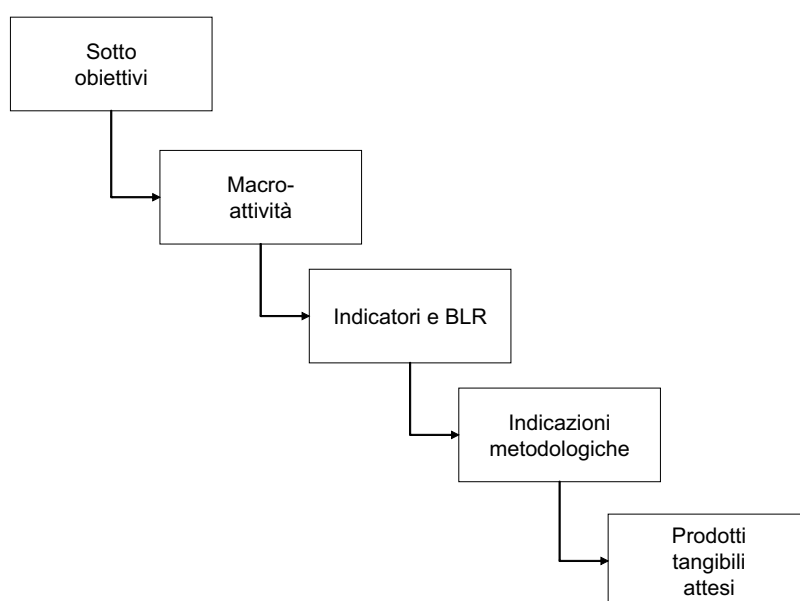 Sotto
obiettivi
Macro-
attività
Indicatori e BLR
Indicazioni
metodologiche
Prodotti
tangibili
attesi